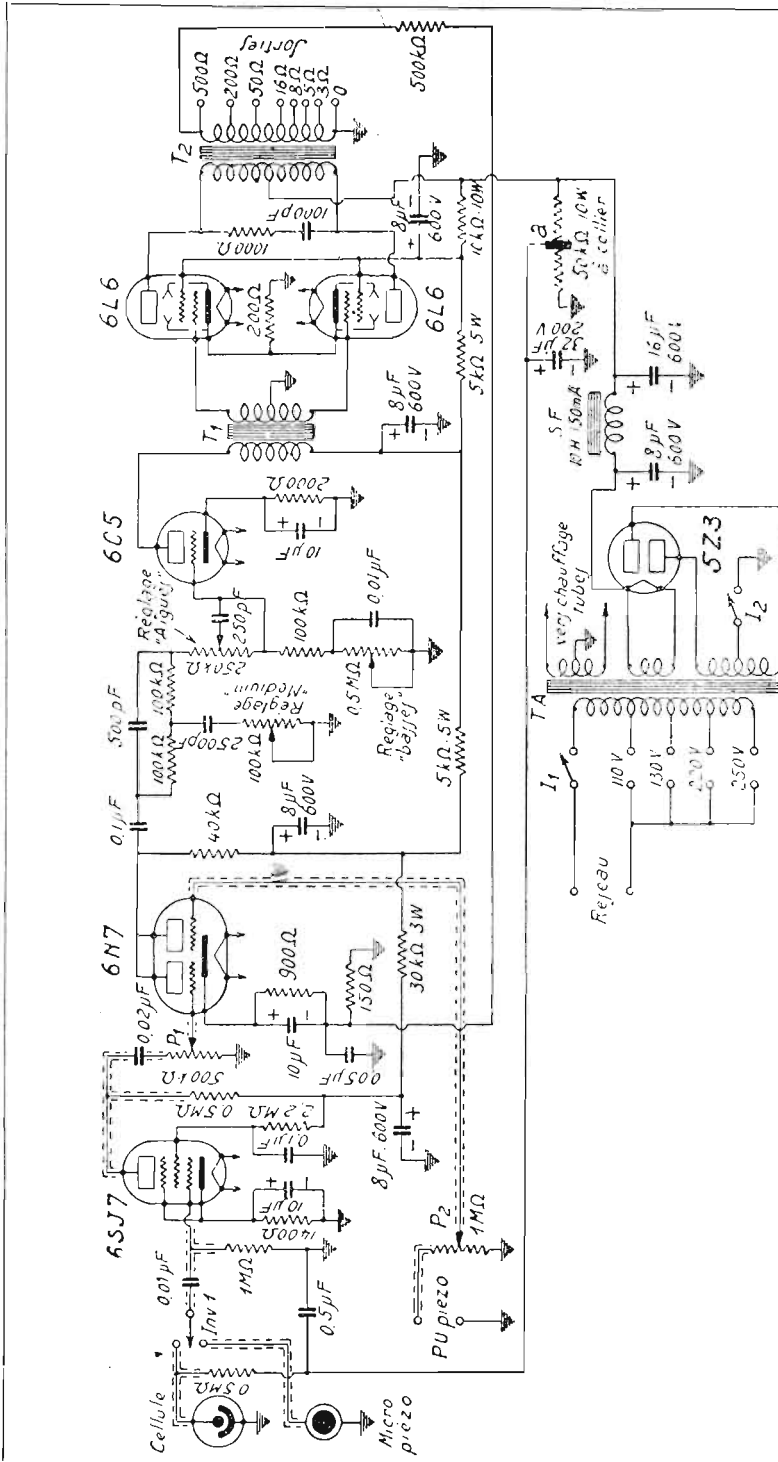 Cellule
0.5MΩ
Micro
piezo
Inv 1
0.01µF
1MΩ
0.5µF
6SJ7
1400Ω
10µF
+
-
0.1µF
2.2MΩ
0.5MΩ
500kΩ
0.02µF
P1
8µF.600V
+
-
PU piezo
P2
1MΩ
6N7
10µF
+
-
900Ω
0.05µF
150Ω
30kΩ 3W
40kΩ
8µF
600V
+
-
0.1µF
500pF
100kΩ
100kΩ
2500pF
100kΩ
Réglage
"Medium"
Réglage
"Aiguës"
250kΩ
250pF
100kΩ
0.5MΩ
0.01µF
Réglage
"basses"
5kΩ.5W
6C5
10µF
+
-
2000Ω
T1
8µF
600V
+
-
5kΩ 5W
6L6
6L6
200Ω
1000Ω
1000pF
8µF
600V
+
-
10kΩ.10W
T2
Sorties
500Ω
200Ω
50Ω
16Ω
8Ω
5Ω
3Ω
0
500kΩ
Réseau
I1
110V
130V
220V
250V
TA
vers chauffage
tubes
I2
5Z3
8µF
600V
+
-
SF
10H 150mA
16µF
600V
+
-
32µF
200V
+
-
a
50kΩ 10W
à collier